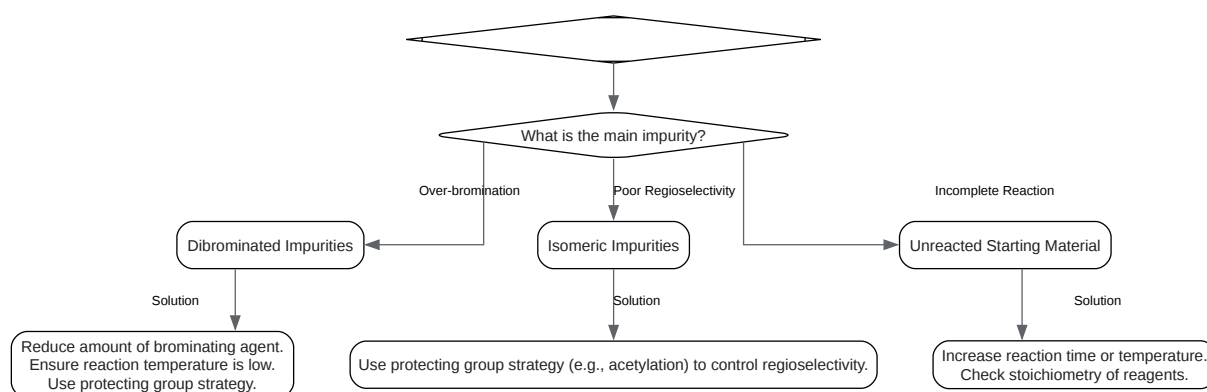 What is the main impurity?
Over-bromination
Poor Regioselectivity
Incomplete Reaction
Dibrominated Impurities
Isomeric Impurities
Unreacted Starting Material
Solution
Solution
Solution
Reduce amount of brominating agent.
Ensure reaction temperature is low.
Use protecting group strategy.
Use protecting group strategy (e.g., acetylation) to control regioselectivity.
Increase reaction time or temperature.
Check stoichiometry of reagents.